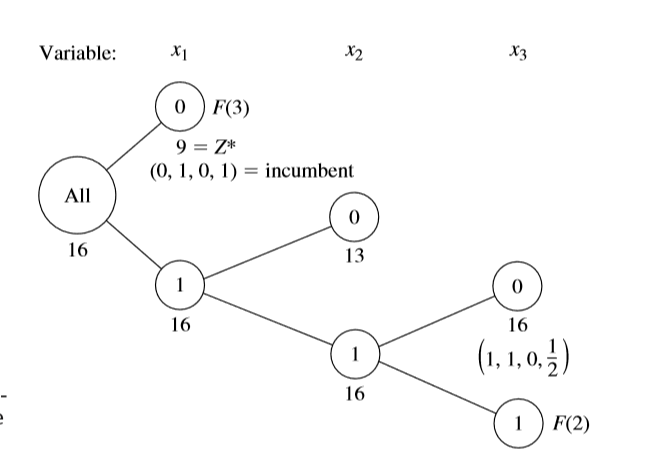 Variable: x₁ x₂ x₃
0 F(3)
9 = Z*
(0, 1, 0, 1) = incumbent
All
16
0
13
1
16
0
16
(1, 1, 0, 1/2)
1
16
1 F(2)
-
e